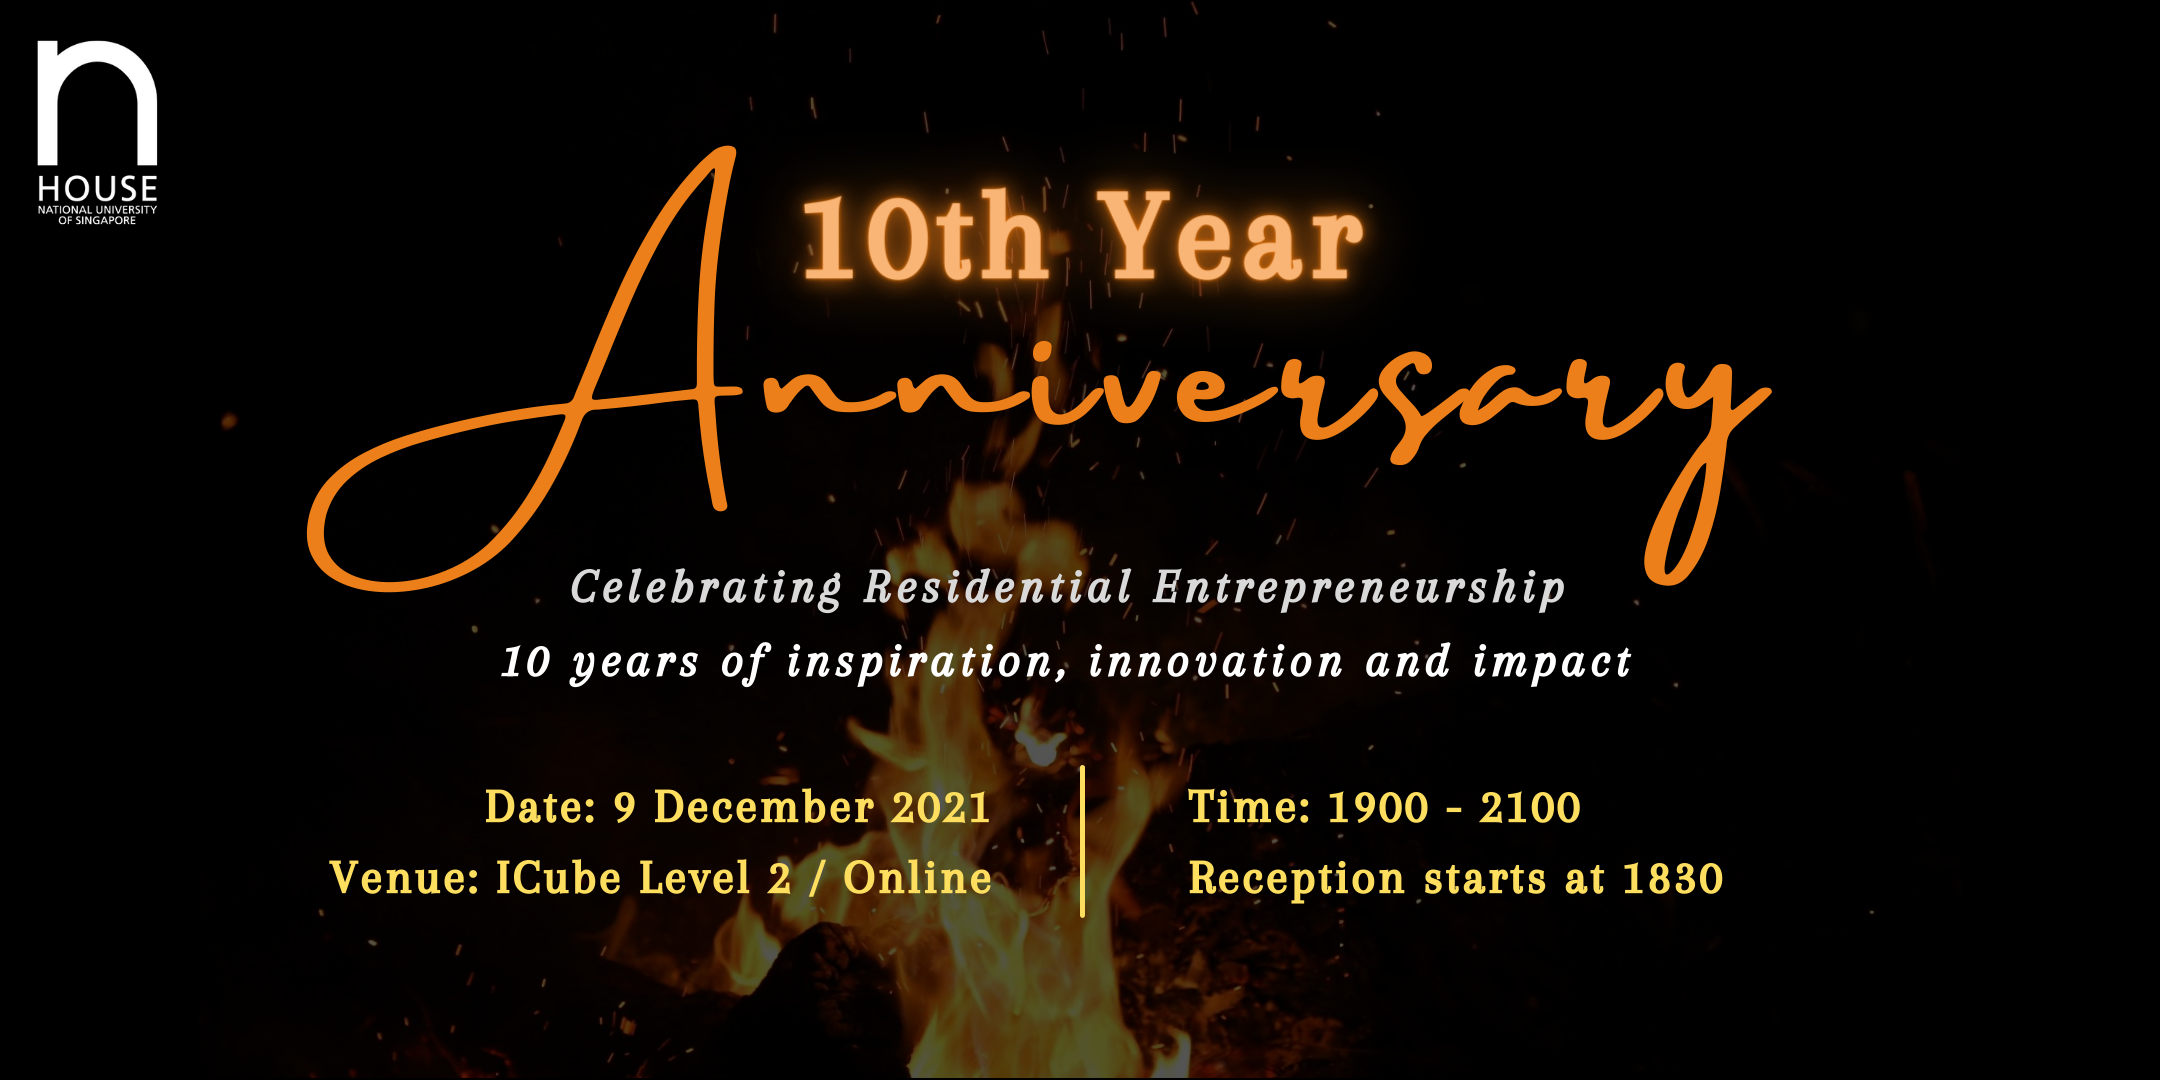 n
HOUSE
NATIONAL UNIVERSITY
OF SINGAPORE
10th Year
Anniversary
Celebrating Residential Entrepreneurship
10 years of inspiration, innovation and impact
Date: 9 December 2021
Venue: ICube Level 2 / Online
Time: 1900 - 2100
Reception starts at 1830